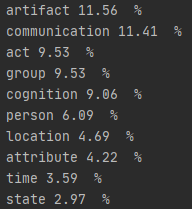 artifact 11.56  %
communication 11.41  %
act 9.53  %
group 9.53  %
cognition 9.06  %
person 6.09  %
location 4.69  %
attribute 4.22  %
time 3.59  %
state 2.97  %